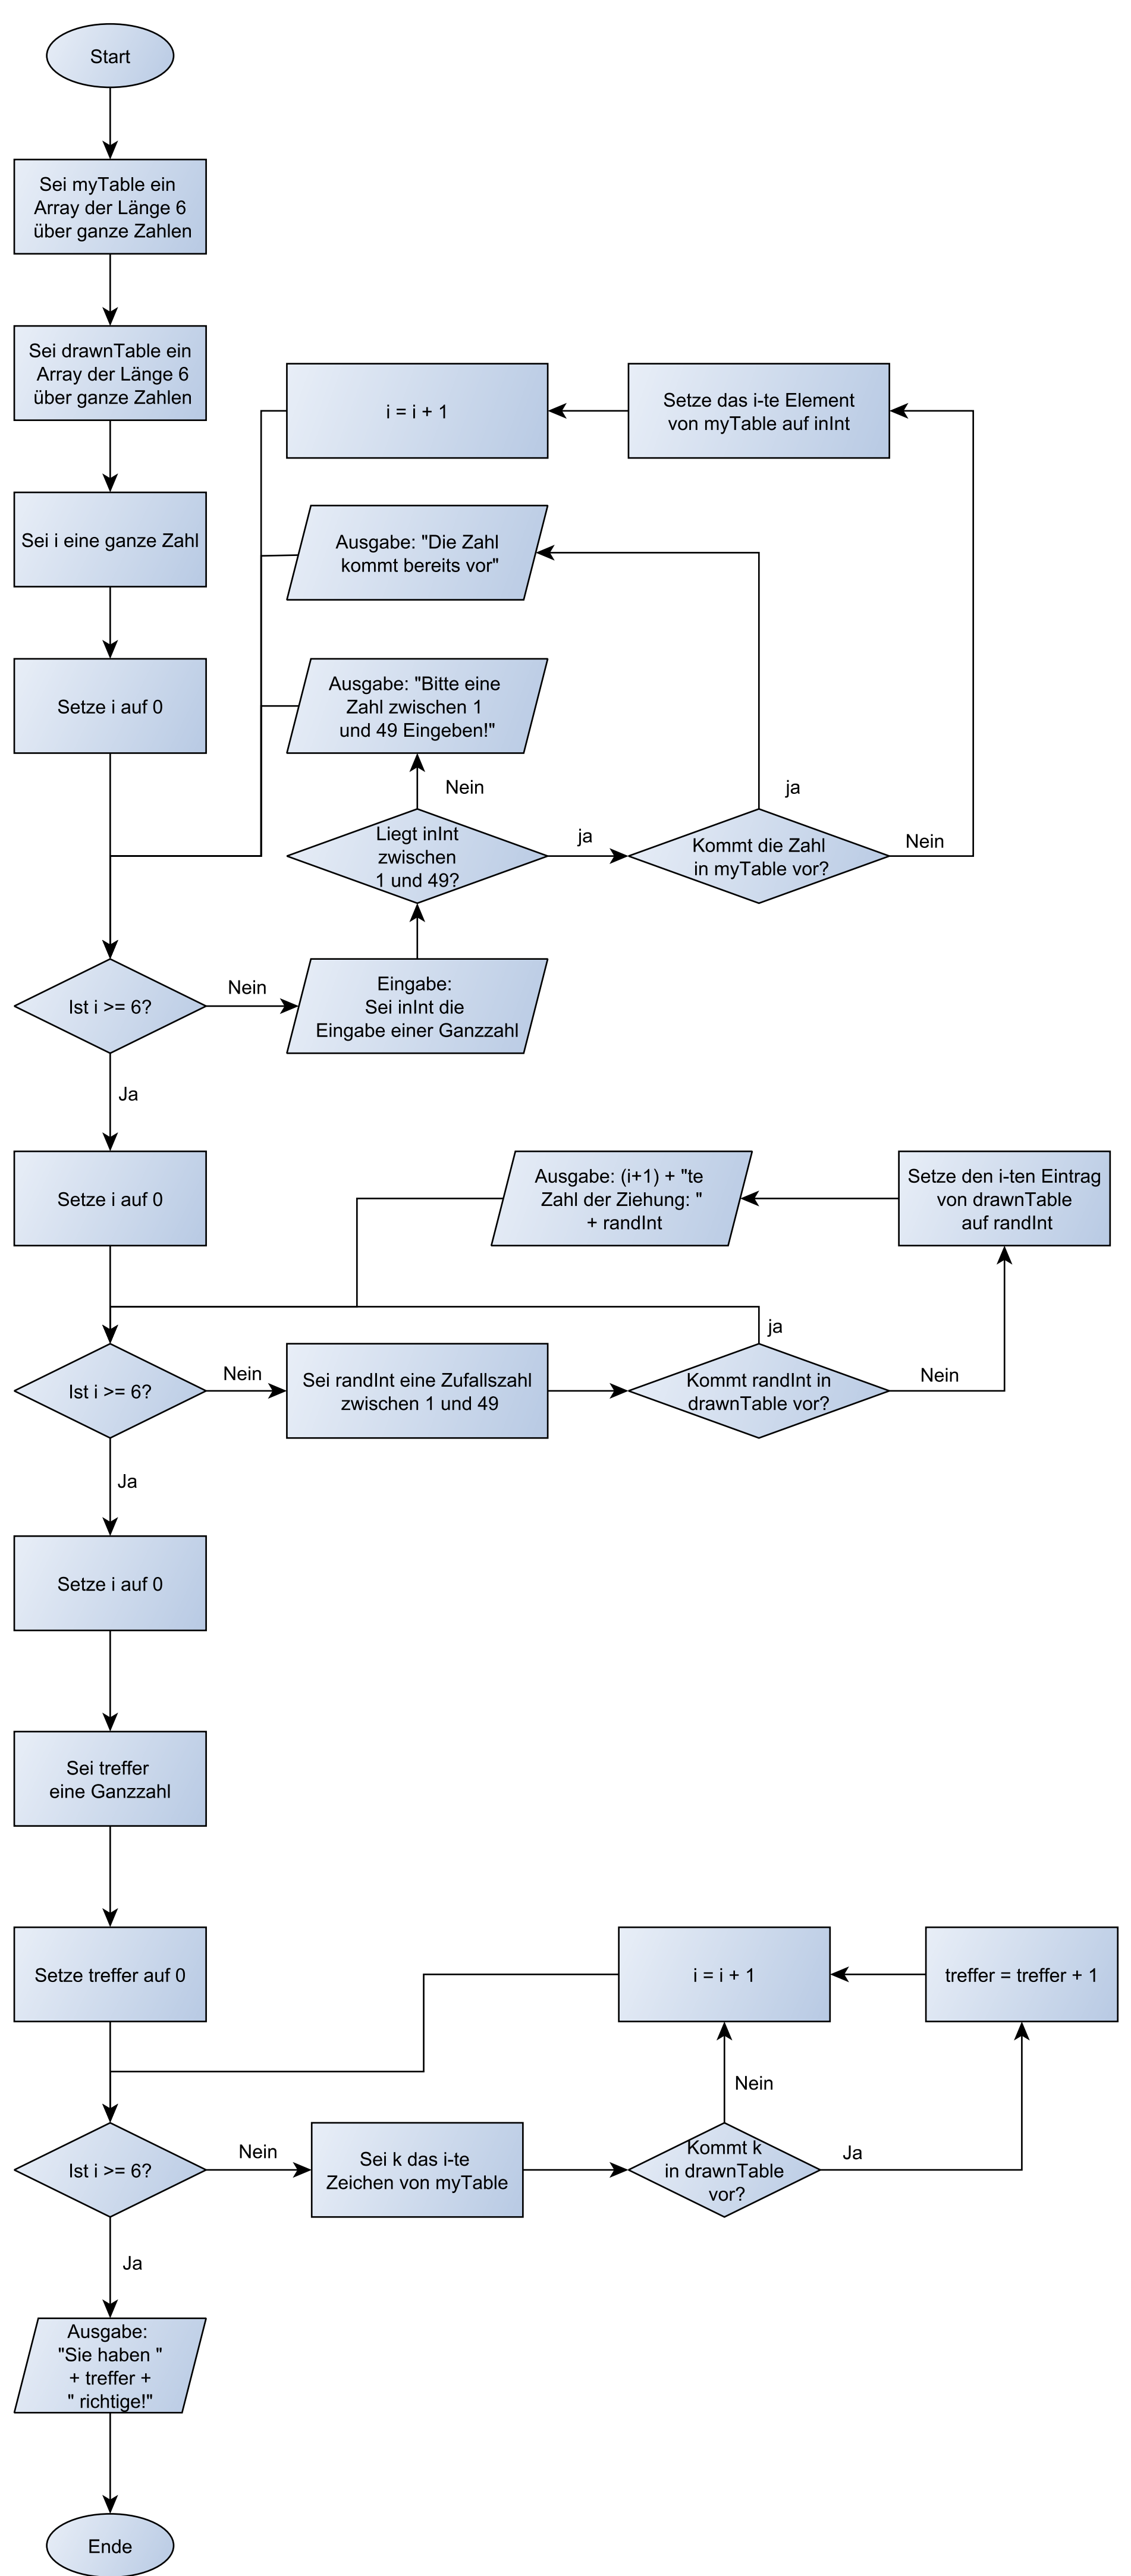 Start
Sei myTable ein
Array der Länge 6
über ganze Zahlen
Sei drawnTable ein
Array der Länge 6
über ganze Zahlen
i = i + 1
Setze das i-te Element
von myTable auf inInt
Sei i eine ganze Zahl
Ausgabe: "Die Zahl
kommt bereits vor"
Setze i auf 0
Ausgabe: "Bitte eine
Zahl zwischen 1
und 49 Eingeben!"
Nein
ja
Liegt inInt
zwischen
1 und 49?
ja
Kommt die Zahl
in myTable vor?
Nein
Ist i >= 6?
Nein
Eingabe:
Sei inInt die
Eingabe einer Ganzzahl
Ja
Setze i auf 0
Ausgabe: (i+1) + "te
Zahl der Ziehung: "
+ randInt
Setze den i-ten Eintrag
von drawnTable
auf randInt
ja
Ist i >= 6?
Nein
Sei randInt eine Zufallszahl
zwischen 1 und 49
Kommt randInt in
drawnTable vor?
Nein
Ja
Setze i auf 0
Sei treffer
eine Ganzzahl
Setze treffer auf 0
i = i + 1
treffer = treffer + 1
Nein
Ist i >= 6?
Nein
Sei k das i-te
Zeichen von myTable
Kommt k
in drawnTable
vor?
Ja
Ja
Ausgabe:
"Sie haben "
+ treffer +
" richtige!"
Ende